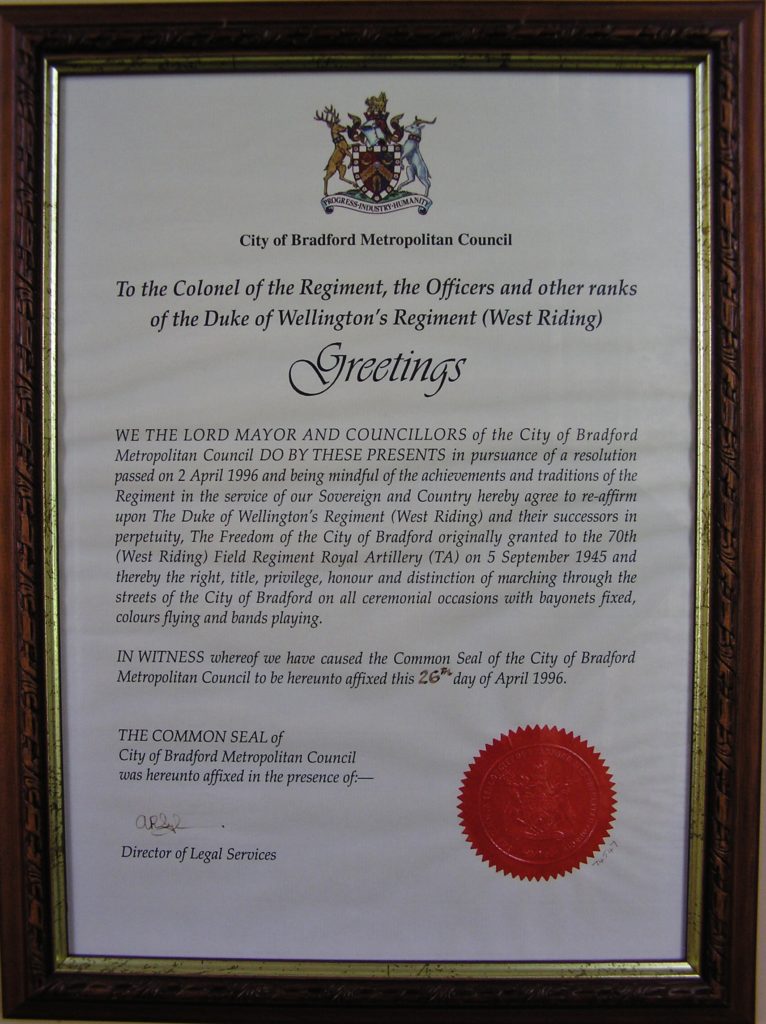 PROGRESS·INDUSTRY·HUMANITY
City of Bradford Metropolitan Council
To the Colonel of the Regiment, the Officers and other ranks
of the Duke of Wellington's Regiment (West Riding)
Greetings
WE THE LORD MAYOR AND COUNCILLORS of the City of Bradford
Metropolitan Council DO BY THESE PRESENTS in pursuance of a resolution
passed on 2 April 1996 and being mindful of the achievements and traditions of the
Regiment in the service of our Sovereign and Country hereby agree to re-affirm
upon The Duke of Wellington's Regiment (West Riding) and their successors in
perpetuity, The Freedom of the City of Bradford originally granted to the 70th
(West Riding) Field Regiment Royal Artillery (TA) on 5 September 1945 and
thereby the right, title, privilege, honour and distinction of marching through the
streets of the City of Bradford on all ceremonial occasions with bayonets fixed,
colours flying and bands playing.
IN WITNESS whereof we have caused the Common Seal of the City of Bradford
Metropolitan Council to be hereunto affixed this 26th day of April 1996.
THE COMMON SEAL of
City of Bradford Metropolitan Council
was hereunto affixed in the presence of:—
Director of Legal Services